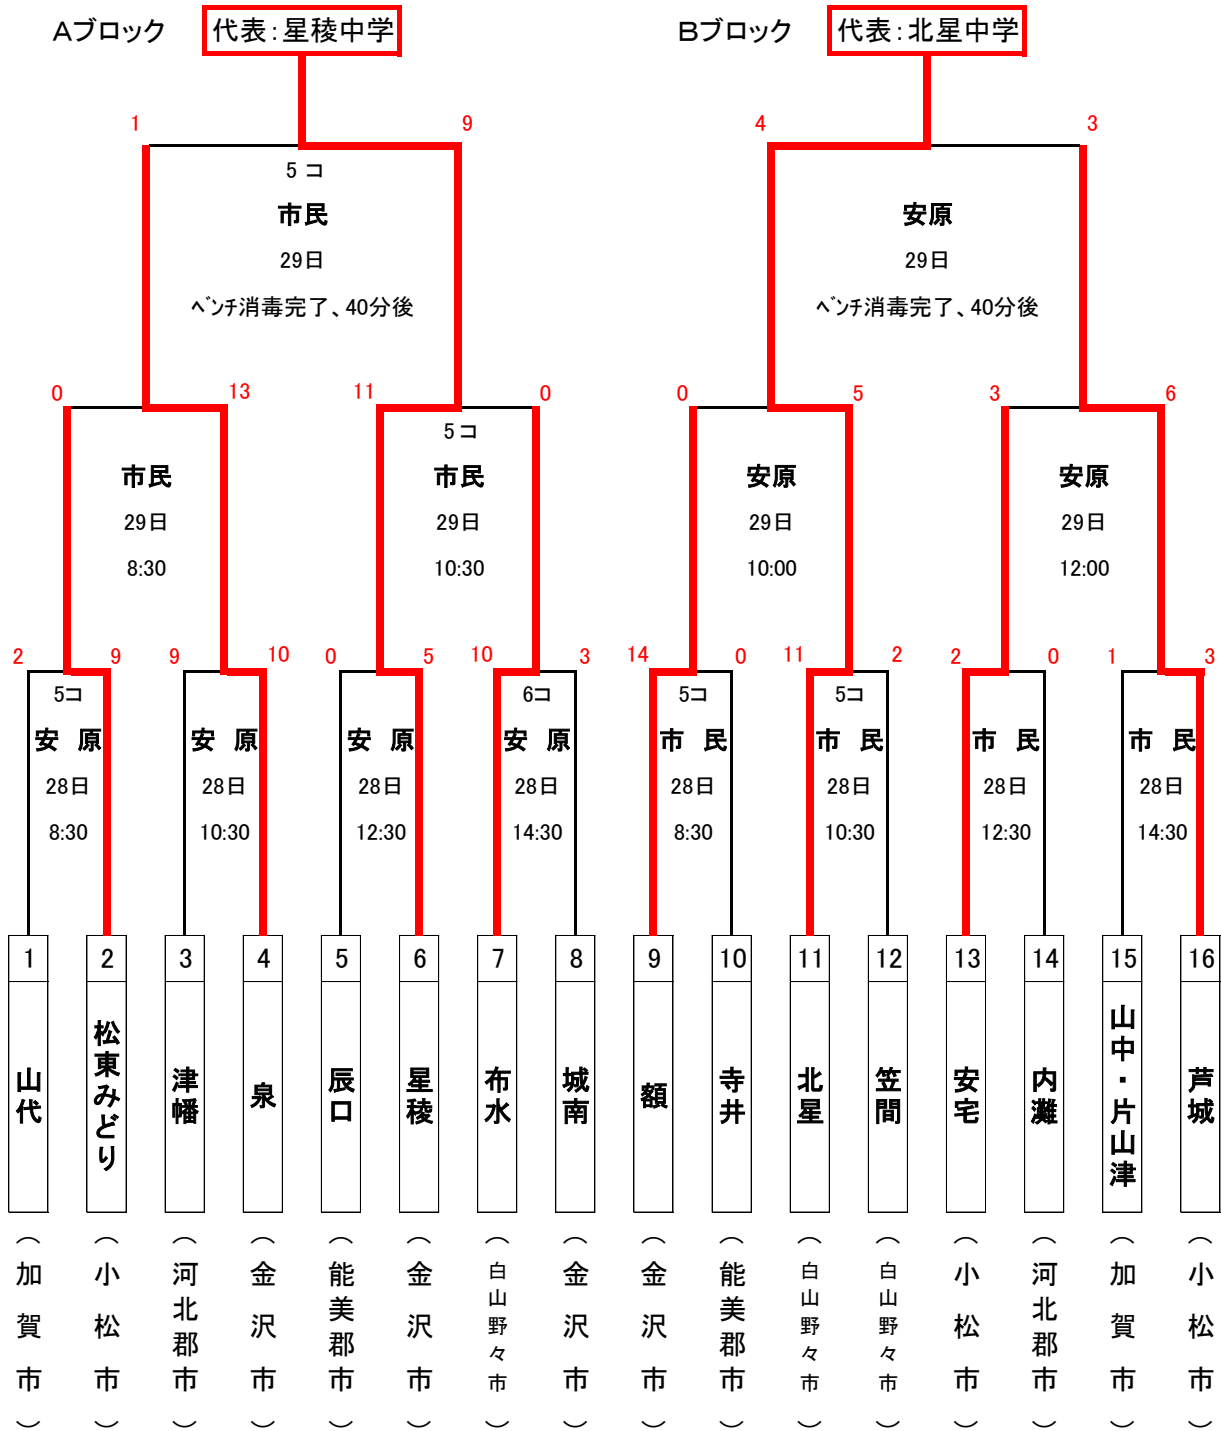 Aブロック 代表：星稜中学 Bブロック 代表：北星中学
1 9 4 3
5 コ
市民 安原
29日 29日
ベンチ消毒完了、40分後 ベンチ消毒完了、40分後
0 13 11 0 0 5 3 6
5コ
市民 市民 安原 安原
29日 29日 29日 29日
8:30 10:30 10:00 12:00
2 9 9 10 0 5 10 3 14 0 11 2 2 0 1 3
5コ 6コ 5コ 5コ
安 原 安 原 安 原 安 原 市 民 市 民 市 民 市 民
28日 28日 28日 28日 28日 28日 28日 28日
8:30 10:30 12:30 14:30 8:30 10:30 12:30 14:30
1 2 3 4 5 6 7 8 9 10 11 12 13 14 15 16
山代
松東みどり
津幡
泉
辰口
星稜
布水
城南
額
寺井
北星
笠間
安宅
内灘
山中・片山津
芦城
（加賀市）
（小松市）
（河北郡市）
（金沢市）
（能美郡市）
（金沢市）
（白山野々市）
（金沢市）
（金沢市）
（能美郡市）
（白山野々市）
（白山野々市）
（小松市）
（河北郡市）
（加賀市）
（小松市）